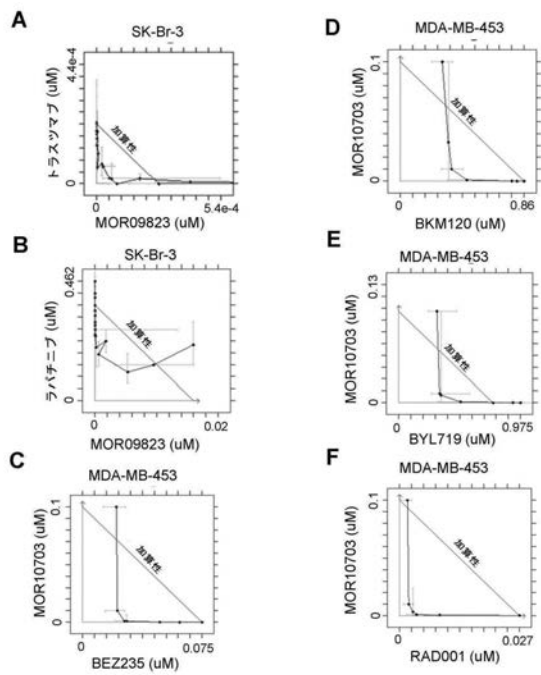 A
SK-Br-3
トラスツマブ (uM)
4.4e-4
0
加算性
0
5.4e-4
MOR09823 (uM)
B
SK-Br-3
ラパチニブ (uM)
0.462
0
加算性
0
0.02
MOR09823 (uM)
C
MDA-MB-453
MOR10703 (uM)
0.1
0
加算性
0
0.075
BEZ235 (uM)
D
MDA-MB-453
MOR10703 (uM)
0.1
0
加算性
0
0.86
BKM120 (uM)
E
MDA-MB-453
MOR10703 (uM)
0.13
0
加算性
0
0.975
BYL719 (uM)
F
MDA-MB-453
MOR10703 (uM)
0.1
0
加算性
0
0.027
RAD001 (uM)